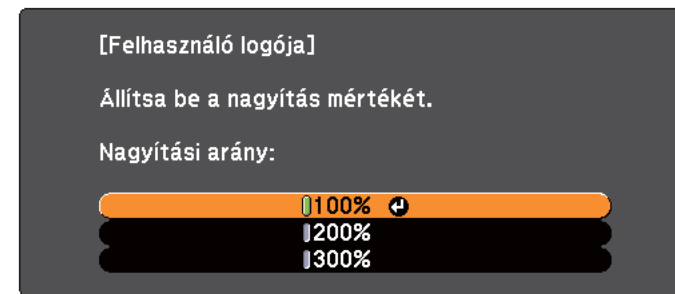 [Felhasználó logója]
Állítsa be a nagyítás mértékét.
Nagyítási arány:
100%
200%
300%